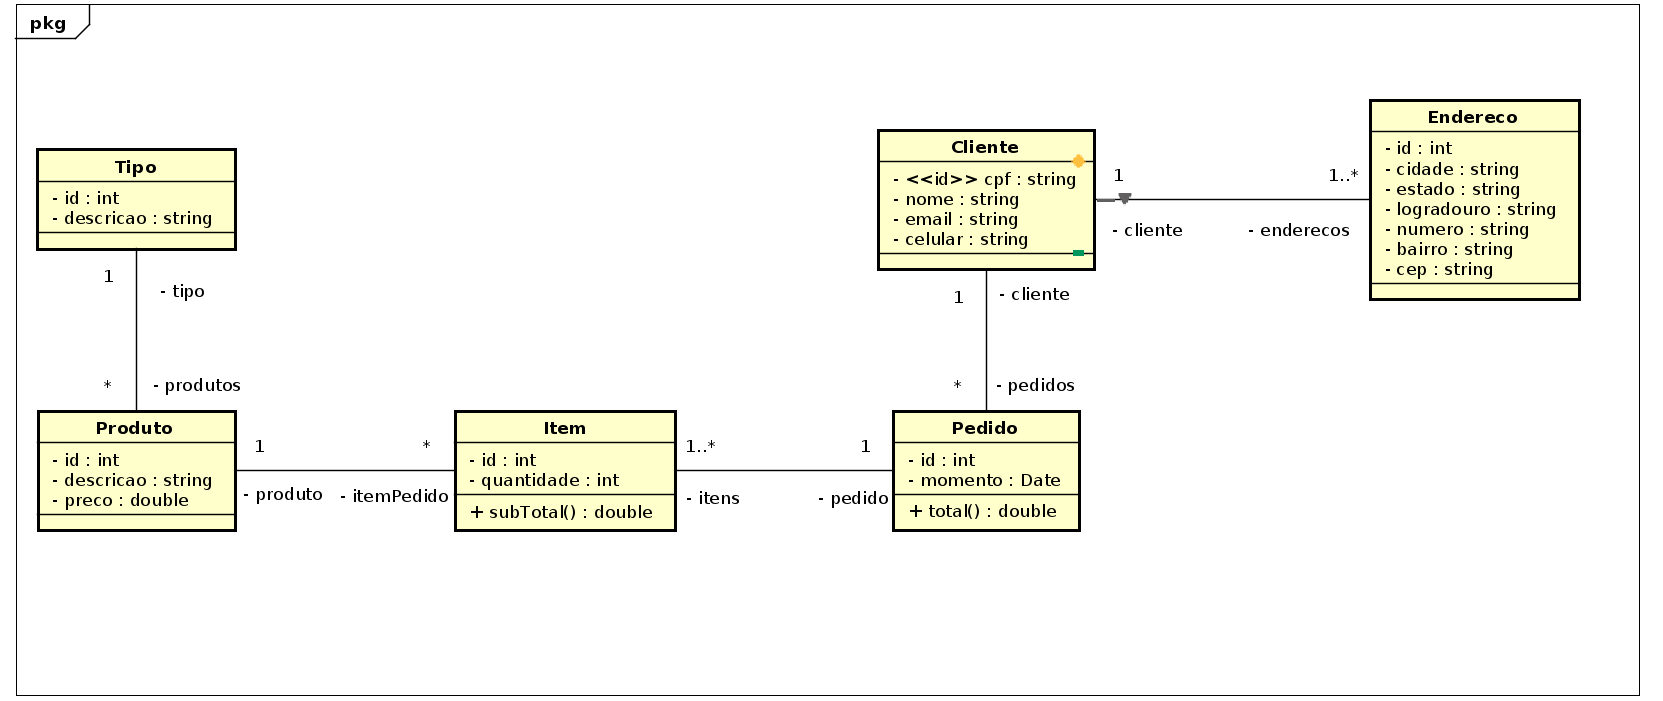 pkg
Tipo
- id : int
- descricao : string
1
- tipo
*
- produtos
Produto
- id : int
- descricao : string
- preco : double
1
*
- produto
- itemPedido
Item
- id : int
- quantidade : int
+ subTotal() : double
1..*
1
- itens
- pedido
Cliente
- <<id>> cpf : string
- nome : string
- email : string
- celular : string
1
1..*
- cliente
- enderecos
Endereco
- id : int
- cidade : string
- estado : string
- logradouro : string
- numero : string
- bairro : string
- cep : string
1
- cliente
*
- pedidos
Pedido
- id : int
- momento : Date
+ total() : double